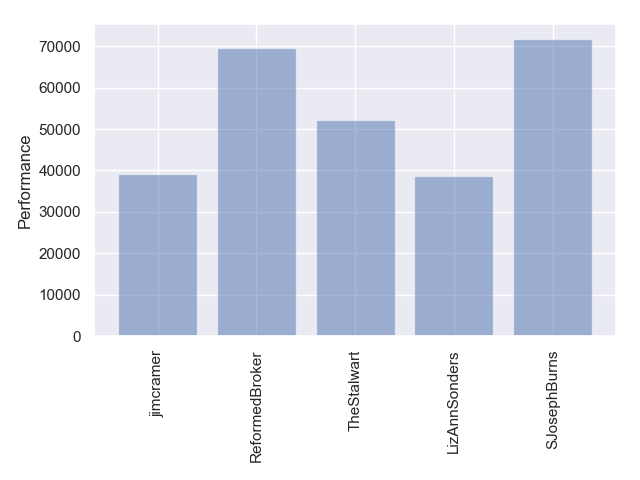 Performance
70000
60000
50000
40000
30000
20000
10000
0
jimcramer
ReformedBroker
TheStalwart
LizAnnSonders
SJosephBurns